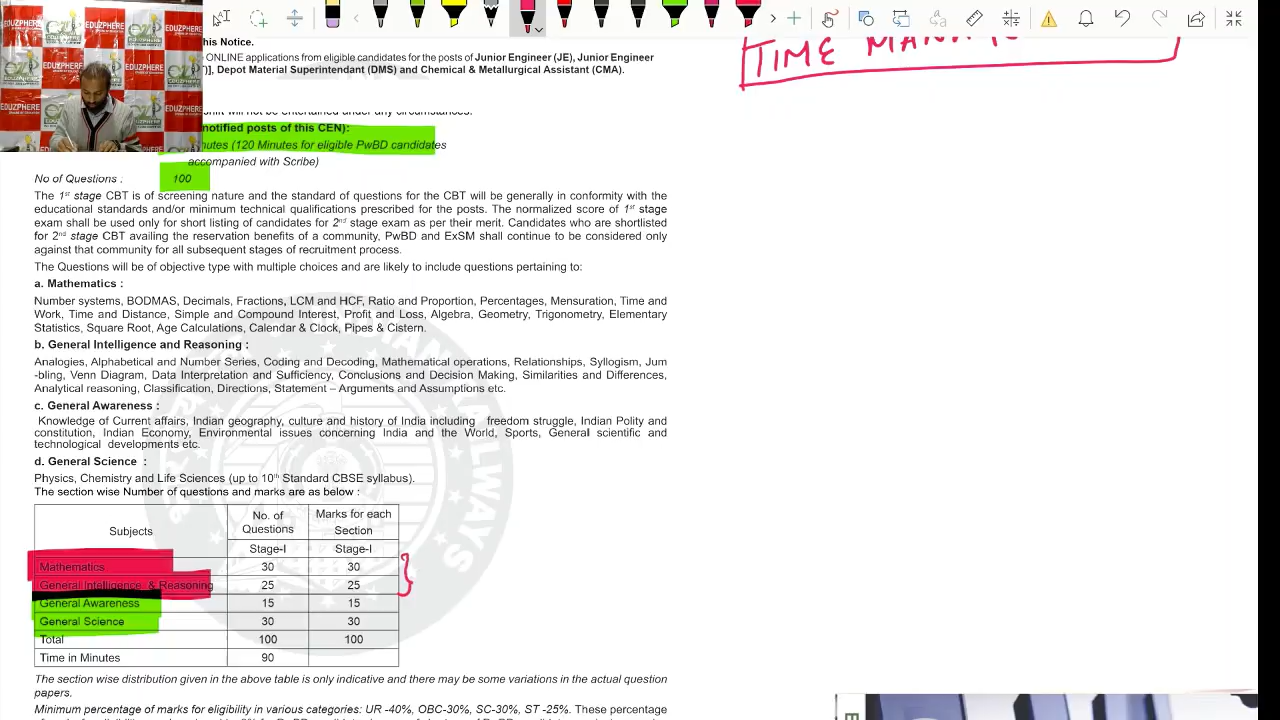 EDUZPHERE
his Notice.
ONLINE applications from eligible candidates for the posts of Junior Engineer (JE), Junior Engineer
)], Depot Material Superintendent (DMS) and Chemical & Metallurgical Assistant (CMA).
TIME
shift will not be entertained under any circumstances.
notified posts of this CEN):
nutes (120 Minutes for eligible PwBD candidates
accompanied with Scribe)
No of Questions : 100
The 1st stage CBT is of screening nature and the standard of questions for the CBT will be generally in conformity with the
educational standards and/or minimum technical qualifications prescribed for the posts. The normalized score of 1st stage
exam shall be used only for short listing of candidates for 2nd stage exam as per their merit. Candidates who are shortlisted
for 2nd stage CBT availing the reservation benefits of a community, PwBD and ExSM shall continue to be considered only
against that community for all subsequent stages of recruitment process.
The Questions will be of objective type with multiple choices and are likely to include questions pertaining to:
a. Mathematics :
Number systems, BODMAS, Decimals, Fractions, LCM and HCF, Ratio and Proportion, Percentages, Mensuration, Time and
Work, Time and Distance, Simple and Compound Interest, Profit and Loss, Algebra, Geometry, Trigonometry, Elementary
Statistics, Square Root, Age Calculations, Calendar & Clock, Pipes & Cistern.
b. General Intelligence and Reasoning :
Analogies, Alphabetical and Number Series, Coding and Decoding, Mathematical operations, Relationships, Syllogism, Jum
-bling, Venn Diagram, Data Interpretation and Sufficiency, Conclusions and Decision Making, Similarities and Differences,
Analytical reasoning, Classification, Directions, Statement – Arguments and Assumptions etc.
c. General Awareness :
Knowledge of Current affairs, Indian geography, culture and history of India including freedom struggle, Indian Polity and
constitution, Indian Economy, Environmental issues concerning India and the World, Sports, General scientific and
technological developments etc.
d. General Science :
Physics, Chemistry and Life Sciences (up to 10th Standard CBSE syllabus).
The section wise Number of questions and marks are as below :
Subjects No. of Questions Marks for each Section
Stage-I Stage-I
Mathematics 30 30
General Intelligence & Reasoning 25 25
General Awareness 15 15
General Science 30 30
Total 100 100
Time in Minutes 90
The section wise distribution given in the above table is only indicative and there may be some variations in the actual question
papers.
Minimum percentage of marks for eligibility in various categories: UR -40%, OBC-30%, SC-30%, ST -25%. These percentage